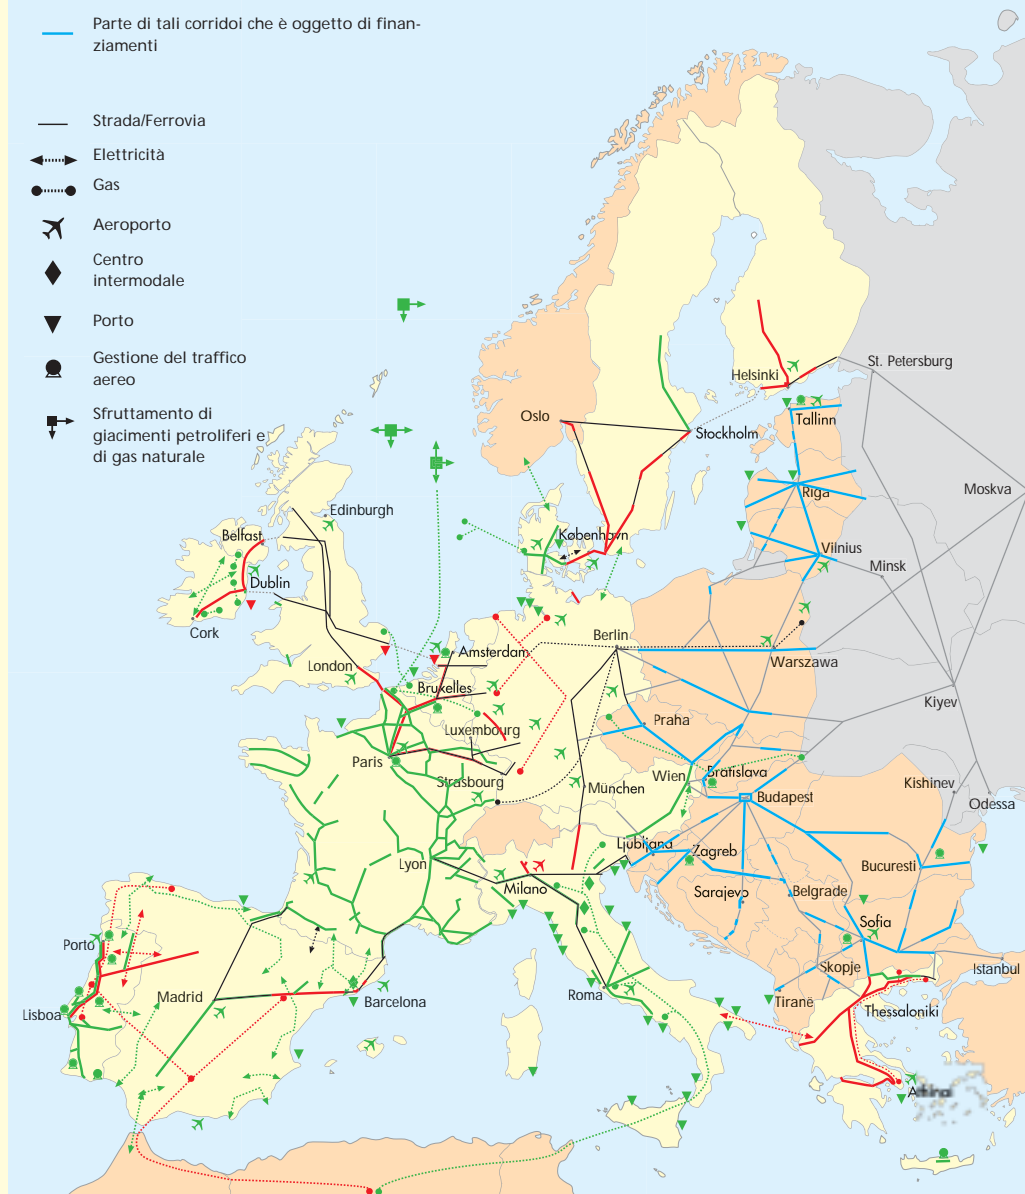 Parte di tali corridoi che è oggetto di finan-
ziamenti
Strada/Ferrovia
Elettricità
Gas
Aeroporto
Centro
intermodale
Porto
Gestione del traffico
aereo
Sfruttamento di
giacimenti petroliferi e
di gas naturale
St. Petersburg
Helsinki
Oslo
Tallinn
Stockholm
Riga
Moskva
Edinburgh
Belfast
København
Vilnius
Minsk
Dublin
Cork
Berlin
Amsterdam
Warszawa
London
Bruxelles
Kiyev
Praha
Luxembourg
Paris
Strasbourg
Wien
Bratislava
Kishinev
München
Budapest
Odessa
Ljubljana
Zagreb
Lyon
Bucuresti
Milano
Sarajevo
Belgrade
Sofia
Porto
Skopje
Istanbul
Madrid
Barcelona
Roma
Tiranë
Lisboa
Thessaloniki